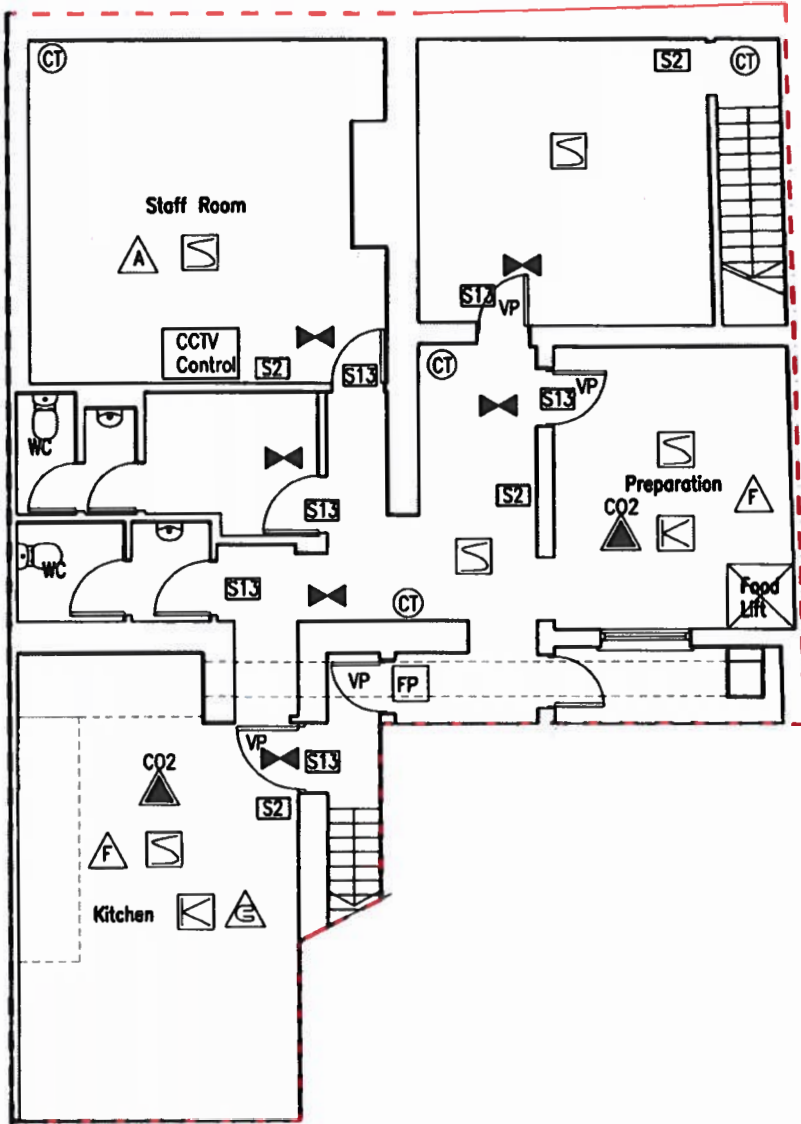 CT
S2
CT
Staff Room
A
S13
VP
CCTV
Control
S2
S13
CT
VP
S13
WC
S2
Preparation
F
CO2
K
S13
WC
S13
CT
Food
Lift
VP
FP
VP
S13
CO2
S2
F
Kitchen
K
G